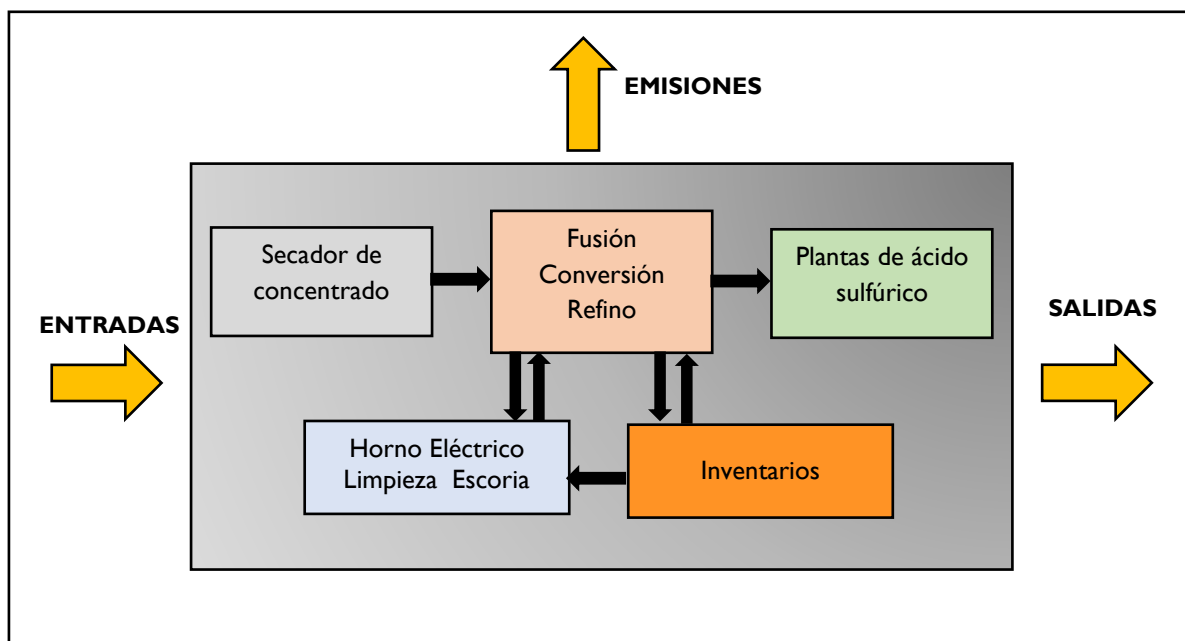 EMISIONES
Secador de
concentrado
Fusión
Conversión
Refino
Plantas de ácido
sulfúrico
ENTRADAS
SALIDAS
Horno Eléctrico
Limpieza Escoria
Inventarios